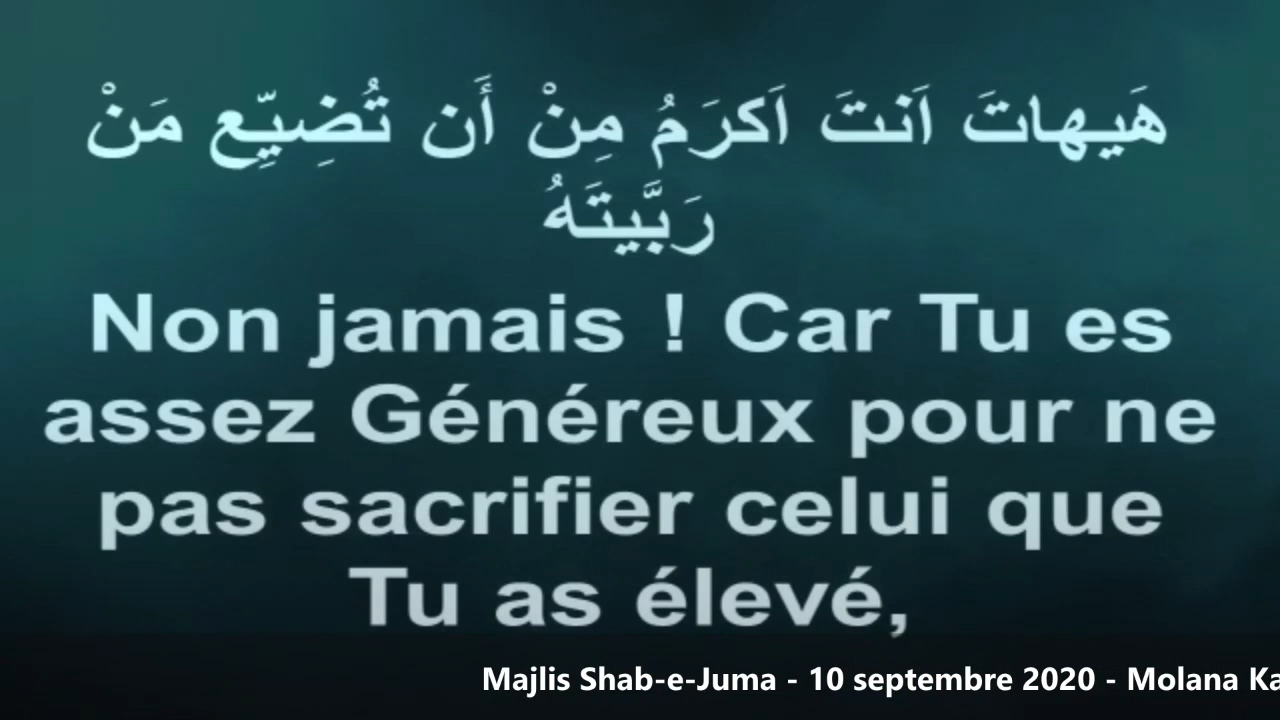 هَيهاتَ اَنتَ اَكرَمُ مِنْ أَن تُضِيِّع مَنْ
رَبَّيتَهُ
Non jamais ! Car Tu es
assez Généreux pour ne
pas sacrifier celui que
Tu as élevé,
Majlis Shab-e-Juma - 10 septembre 2020 - Molana